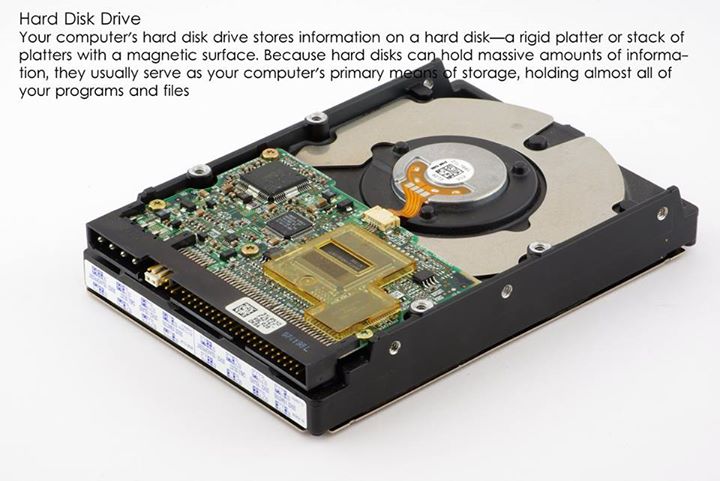 Hard Disk Drive
Your computer's hard disk drive stores information on a hard disk—a rigid platter or stack of
platters with a magnetic surface. Because hard disks can hold massive amounts of informa-
tion, they usually serve as your computer's primary means of storage, holding almost all of
your programs and files